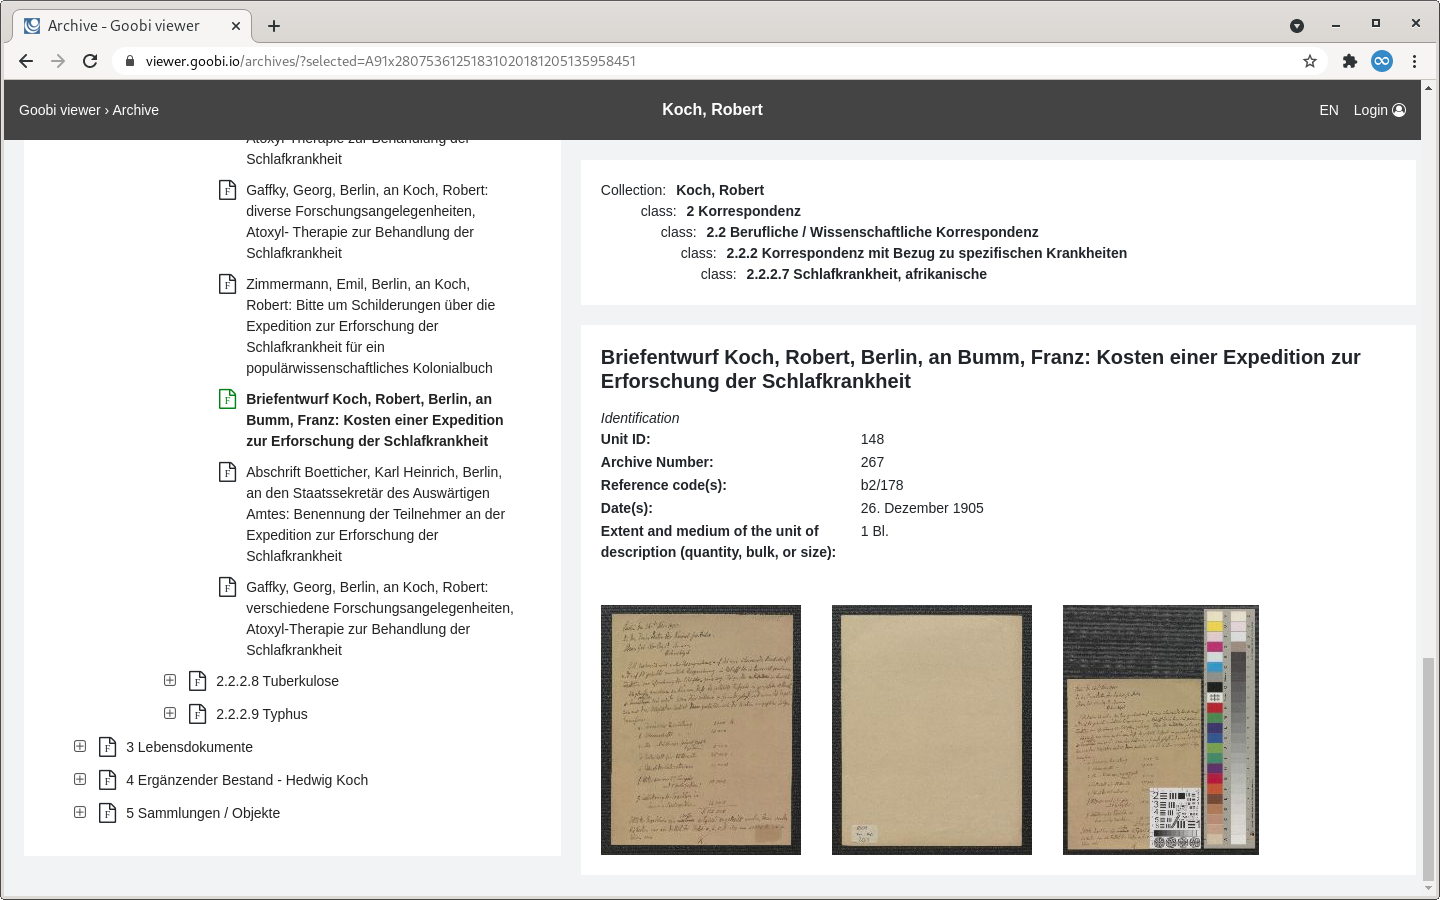 Archive - Goobi viewer
viewer.goobi.io/archives/?selected=A91x28075361251831020181205135958451
Goobi viewer › Archive
Koch, Robert
EN
Login
Atoxyl-Therapie zur Behandlung der
Schlafkrankheit
Gaffky, Georg, Berlin, an Koch, Robert:
diverse Forschungsangelegenheiten,
Atoxyl- Therapie zur Behandlung der
Schlafkrankheit
Zimmermann, Emil, Berlin, an Koch,
Robert: Bitte um Schilderungen über die
Expedition zur Erforschung der
Schlafkrankheit für ein
populärwissenschaftliches Kolonialbuch
Briefentwurf Koch, Robert, Berlin, an
Bumm, Franz: Kosten einer Expedition
zur Erforschung der Schlafkrankheit
Abschrift Boetticher, Karl Heinrich, Berlin,
an den Staatssekretär des Auswärtigen
Amtes: Benennung der Teilnehmer an der
Expedition zur Erforschung der
Schlafkrankheit
Gaffky, Georg, Berlin, an Koch, Robert:
verschiedene Forschungsangelegenheiten,
Atoxyl-Therapie zur Behandlung der
Schlafkrankheit
2.2.2.8 Tuberkulose
2.2.2.9 Typhus
3 Lebensdokumente
4 Ergänzender Bestand - Hedwig Koch
5 Sammlungen / Objekte
Collection: Koch, Robert
class: 2 Korrespondenz
class: 2.2 Berufliche / Wissenschaftliche Korrespondenz
class: 2.2.2 Korrespondenz mit Bezug zu spezifischen Krankheiten
class: 2.2.2.7 Schlafkrankheit, afrikanische
Briefentwurf Koch, Robert, Berlin, an Bumm, Franz: Kosten einer Expedition zur
Erforschung der Schlafkrankheit
Identification
Unit ID: 148
Archive Number: 267
Reference code(s): b2/178
Date(s): 26. Dezember 1905
Extent and medium of the unit of 1 Bl.
description (quantity, bulk, or size):